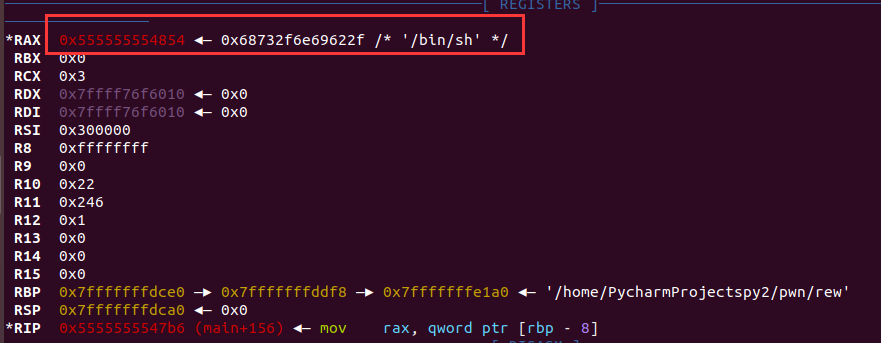 [ REGISTERS ]
*RAX 0x555555554854 ◂— 0x68732f6e69622f /* '/bin/sh' */
RBX 0x0
RCX 0x3
RDX 0x7ffff76f6010 ◂— 0x0
RDI 0x7ffff76f6010 ◂— 0x0
RSI 0x300000
R8 0xffffffff
R9 0x0
R10 0x22
R11 0x246
R12 0x1
R13 0x0
R14 0x0
R15 0x0
RBP 0x7fffffffdce0 —▸ 0x7fffffffddf8 —▸ 0x7fffffffe1a0 ◂— '/home/PycharmProjectspy2/pwn/rew'
RSP 0x7fffffffdca0 ◂— 0x0
*RIP 0x5555555547b6 (main+156) ◂— mov rax, qword ptr [rbp - 8]
[ DISASM ]